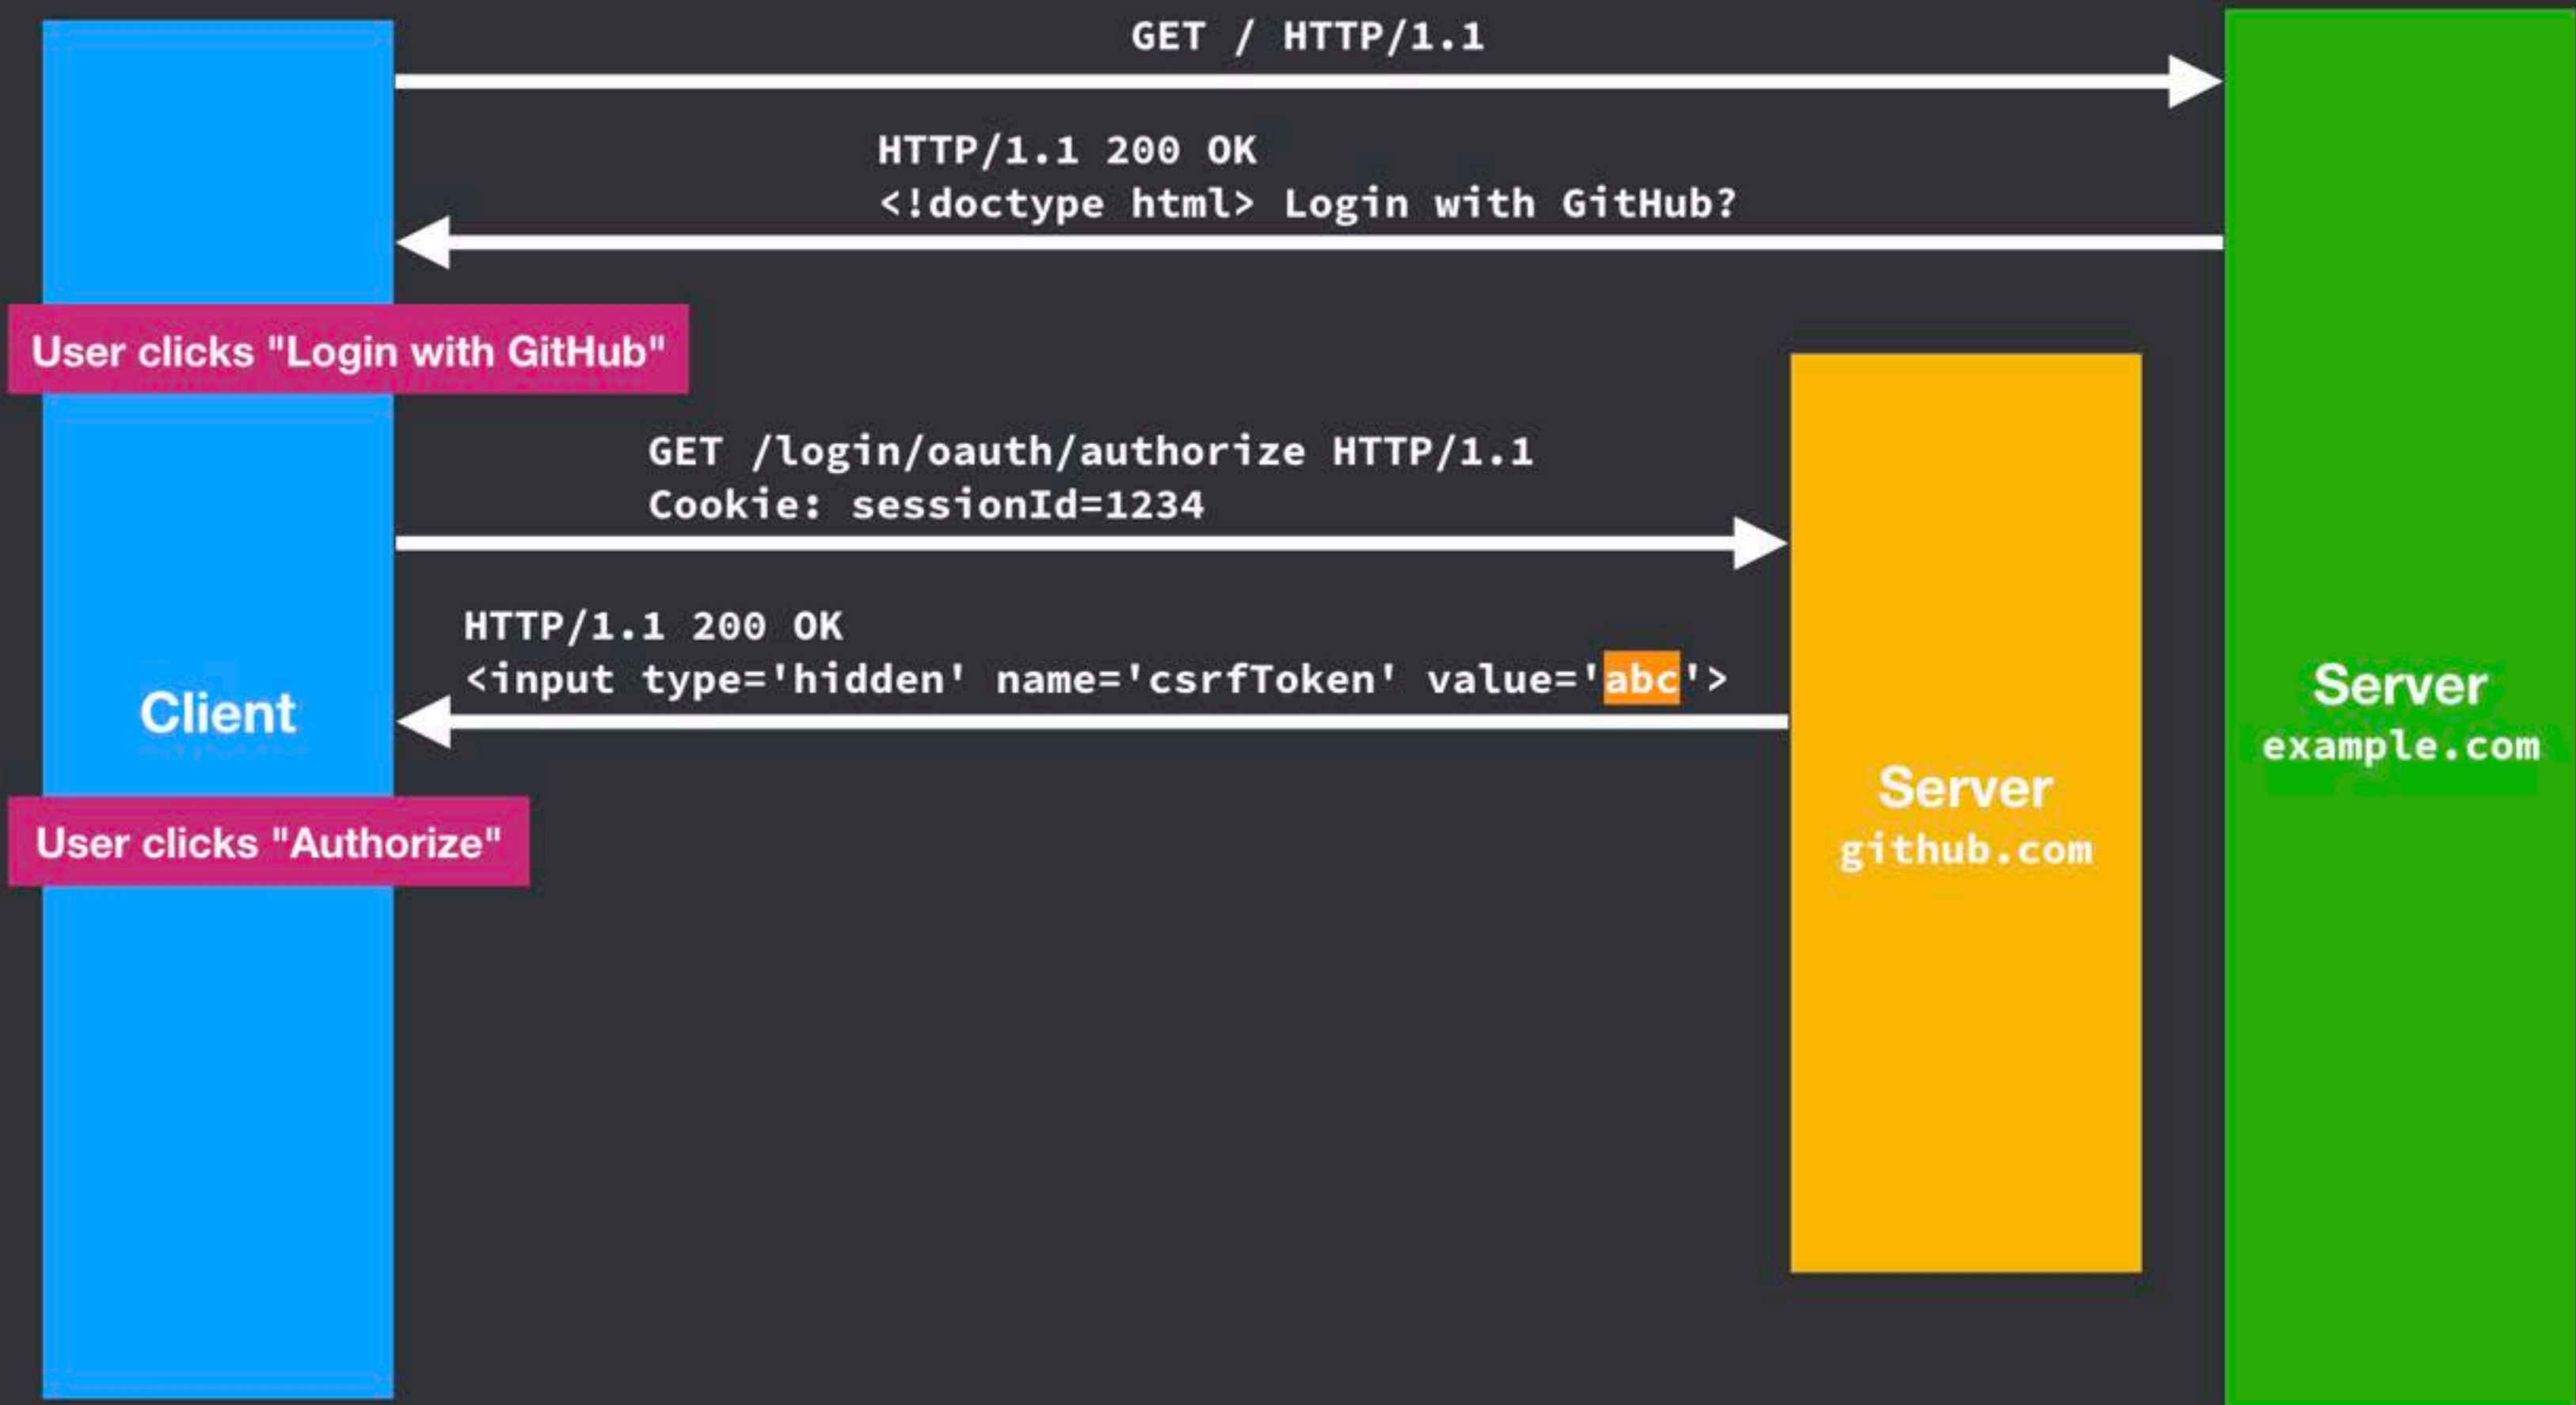 GET / HTTP/1.1
HTTP/1.1 200 OK
<!doctype html> Login with GitHub?
User clicks "Login with GitHub"
GET /login/oauth/authorize HTTP/1.1
Cookie: sessionId=1234
HTTP/1.1 200 OK
<input type='hidden' name='csrfToken' value='abc'>
Client
Server
example.com
Server
github.com
User clicks "Authorize"